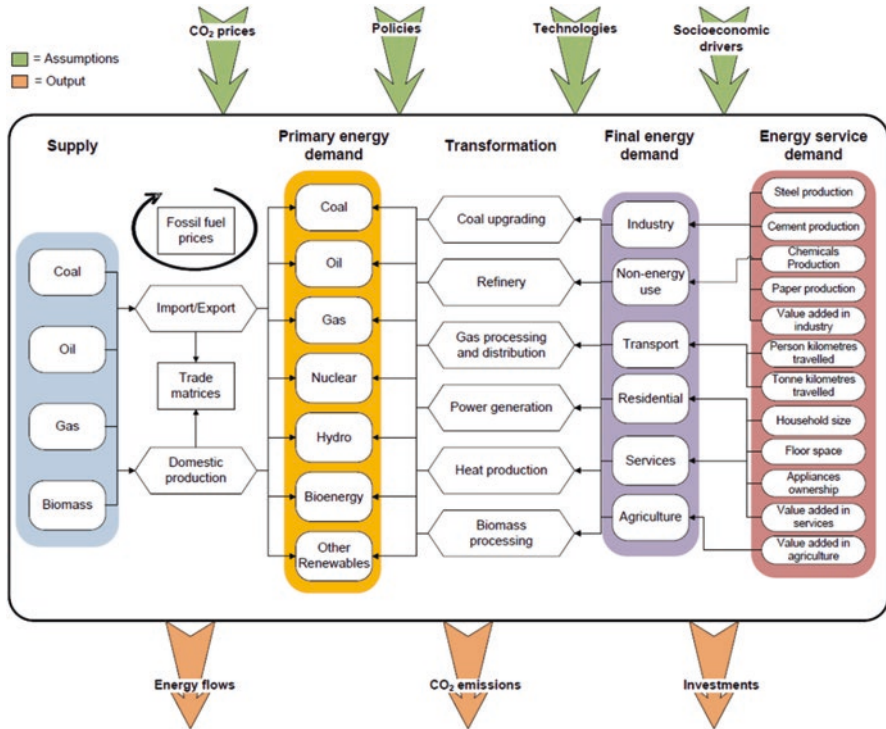 CO₂ prices
Policies
Technologies
Socioeconomic
drivers
= Assumptions
= Output
Supply
Primary energy
demand
Transformation
Final energy
demand
Energy service
demand
Fossil fuel
prices
Coal
Oil
Gas
Biomass
Import/Export
Trade
matrices
Domestic
production
Coal
Oil
Gas
Nuclear
Hydro
Bioenergy
Other
Renewables
Coal upgrading
Refinery
Gas processing
and distribution
Power generation
Heat production
Biomass
processing
Industry
Non-energy
use
Transport
Residential
Services
Agriculture
Steel production
Cement production
Chemicals
Production
Paper production
Value added in
industry
Person kilometres
travelled
Tonne kilometres
travelled
Household size
Floor space
Appliances
ownership
Value added in
services
Value added in
agriculture
Energy flows
CO₂ emissions
Investments